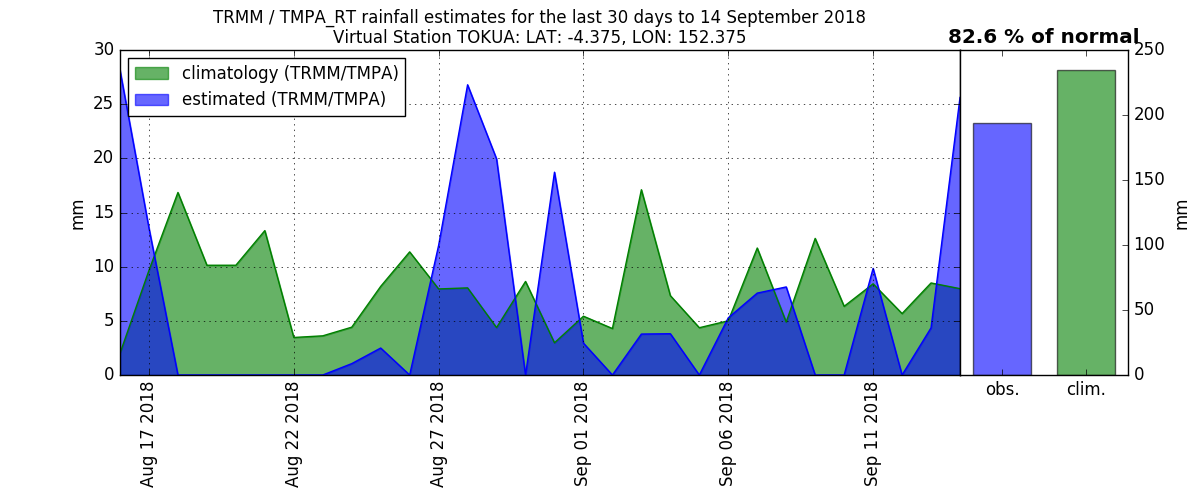 TRMM / TMPA_RT rainfall estimates for the last 30 days to 14 September 2018
Virtual Station TOKUA: LAT: -4.375, LON: 152.375
82.6 % of normal
climatology (TRMM/TMPA)
estimated (TRMM/TMPA)
30
25
20
15
10
5
0
mm
250
200
150
100
50
0
mm
Aug 17 2018
Aug 22 2018
Aug 27 2018
Sep 01 2018
Sep 06 2018
Sep 11 2018
obs.
clim.